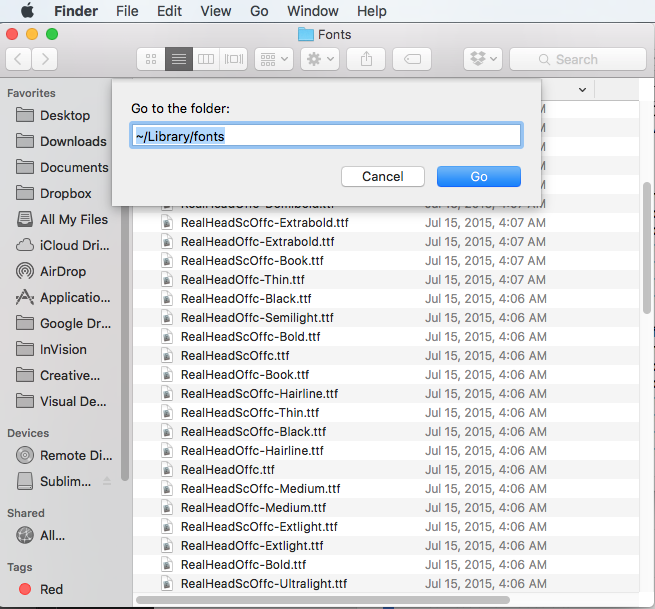 Finder File Edit View Go Window Help
Fonts
Search
Favorites
Desktop
Downloads
Documents
Dropbox
All My Files
iCloud Dri...
AirDrop
Applicatio...
Google Dr...
InVision
Creative...
Visual De...
Devices
Remote Di...
Sublim...
Shared
All...
Tags
Red
Go to the folder:
~/Library/fonts
Cancel Go
RealHeadScOffc-Extrabold.ttf Jul 15, 2015, 4:07 AM
RealHeadOffc-Extrabold.ttf Jul 15, 2015, 4:07 AM
RealHeadScOffc-Book.ttf Jul 15, 2015, 4:07 AM
RealHeadOffc-Thin.ttf Jul 15, 2015, 4:07 AM
RealHeadOffc-Black.ttf Jul 15, 2015, 4:06 AM
RealHeadOffc-Semilight.ttf Jul 15, 2015, 4:06 AM
RealHeadScOffc-Bold.ttf Jul 15, 2015, 4:06 AM
RealHeadScOffc.ttf Jul 15, 2015, 4:06 AM
RealHeadOffc-Book.ttf Jul 15, 2015, 4:06 AM
RealHeadScOffc-Hairline.ttf Jul 15, 2015, 4:06 AM
RealHeadScOffc-Thin.ttf Jul 15, 2015, 4:06 AM
RealHeadScOffc-Black.ttf Jul 15, 2015, 4:06 AM
RealHeadOffc-Hairline.ttf Jul 15, 2015, 4:06 AM
RealHeadOffc.ttf Jul 15, 2015, 4:06 AM
RealHeadScOffc-Medium.ttf Jul 15, 2015, 4:06 AM
RealHeadOffc-Medium.ttf Jul 15, 2015, 4:06 AM
RealHeadScOffc-Extlight.ttf Jul 15, 2015, 4:06 AM
RealHeadOffc-Extlight.ttf Jul 15, 2015, 4:06 AM
RealHeadOffc-Bold.ttf Jul 15, 2015, 4:06 AM
RealHeadScOffc-Ultralight.ttf Jul 15, 2015, 4:06 AM